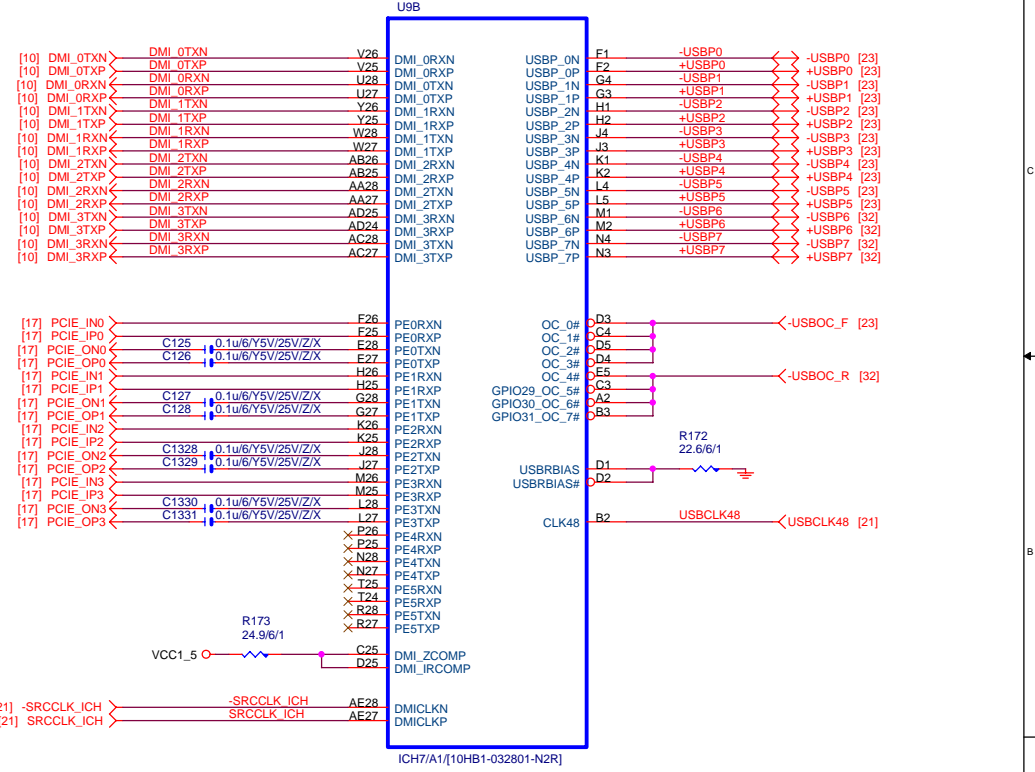 U9B
[10] DMI_0TXN DMI_0TXN V26 DMI_0RXN USBP_0N F1 -USBP0 -USBP0 [23]
[10] DMI_0TXP DMI_0TXP V25 DMI_0RXP USBP_0P F2 +USBP0 +USBP0 [23]
[10] DMI_0RXN DMI_0RXN U28 DMI_0TXN USBP_1N G4 -USBP1 -USBP1 [23]
[10] DMI_0RXP DMI_0RXP U27 DMI_0TXP USBP_1P G3 +USBP1 +USBP1 [23]
[10] DMI_1TXN DMI_1TXN Y26 DMI_1RXN USBP_2N H1 -USBP2 -USBP2 [23]
[10] DMI_1TXP DMI_1TXP Y25 DMI_1RXP USBP_2P H2 +USBP2 +USBP2 [23]
[10] DMI_1RXN DMI_1RXN W28 DMI_1TXN USBP_3N J4 -USBP3 -USBP3 [23]
[10] DMI_1RXP DMI_1RXP W27 DMI_1TXP USBP_3P J3 +USBP3 +USBP3 [23]
[10] DMI_2TXN DMI_2TXN AB26 DMI_2RXN USBP_4N K1 -USBP4 -USBP4 [23]
C
[10] DMI_2TXP DMI_2TXP AB25 DMI_2RXP USBP_4P K2 +USBP4 +USBP4 [23]
[10] DMI_2RXN DMI_2RXN AA28 DMI_2TXN USBP_5N L4 -USBP5 -USBP5 [23]
[10] DMI_2RXP DMI_2RXP AA27 DMI_2TXP USBP_5P L5 +USBP5 +USBP5 [23]
[10] DMI_3TXN DMI_3TXN AD25 DMI_3RXN USBP_6N M1 -USBP6 -USBP6 [32]
[10] DMI_3TXP DMI_3TXP AD24 DMI_3RXP USBP_6P M2 +USBP6 +USBP6 [32]
[10] DMI_3RXN DMI_3RXN AC28 DMI_3TXN USBP_7N N4 -USBP7 -USBP7 [32]
[10] DMI_3RXP DMI_3RXP AC27 DMI_3TXP USBP_7P N3 +USBP7 +USBP7 [32]
[17] PCIE_IN0 F26 PE0RXN OC_0# D3 -USBOC_F [23]
[17] PCIE_IP0 F25 PE0RXP OC_1# C4
[17] PCIE_ON0 C125 0.1u/6/Y5V/25V/Z/X E28 PE0TXN OC_2# D5
[17] PCIE_OP0 C126 0.1u/6/Y5V/25V/Z/X E27 PE0TXP OC_3# D4
[17] PCIE_IN1 H26 PE1RXN OC_4# E5 -USBOC_R [32]
[17] PCIE_IP1 H25 PE1RXP GPIO29_OC_5# C3
[17] PCIE_ON1 C127 0.1u/6/Y5V/25V/Z/X G28 PE1TXN GPIO30_OC_6# A2
[17] PCIE_OP1 C128 0.1u/6/Y5V/25V/Z/X G27 PE1TXP GPIO31_OC_7# B3
[17] PCIE_IN2 K26 PE2RXN
[17] PCIE_IP2 K25 PE2RXP R172
[17] PCIE_ON2 C1328 0.1u/6/Y5V/25V/Z/X J28 PE2TXN 22.6/6/1
[17] PCIE_OP2 C1329 0.1u/6/Y5V/25V/Z/X J27 PE2TXP USBRBIAS D1
[17] PCIE_IN3 M26 PE3RXN USBRBIAS# D2
[17] PCIE_IP3 M25 PE3RXP
[17] PCIE_ON3 C1330 0.1u/6/Y5V/25V/Z/X L28 PE3TXN
[17] PCIE_OP3 C1331 0.1u/6/Y5V/25V/Z/X L27 PE3TXP CLK48 B2 USBCLK48 USBCLK48 [21]
P26 PE4RXN
P25 PE4RXP
B
N28 PE4TXN
N27 PE4TXP
T25 PE5RXN
T24 PE5RXP
R28 PE5TXN
R27 PE5TXP
R173
24.9/6/1
VCC1_5 C25 DMI_ZCOMP
D25 DMI_IRCOMP
21] -SRCCLK_ICH -SRCCLK_ICH AE28 DMICLKN
[21] SRCCLK_ICH SRCCLK_ICH AE27 DMICLKP
ICH7/A1/[10HB1-032801-N2R]